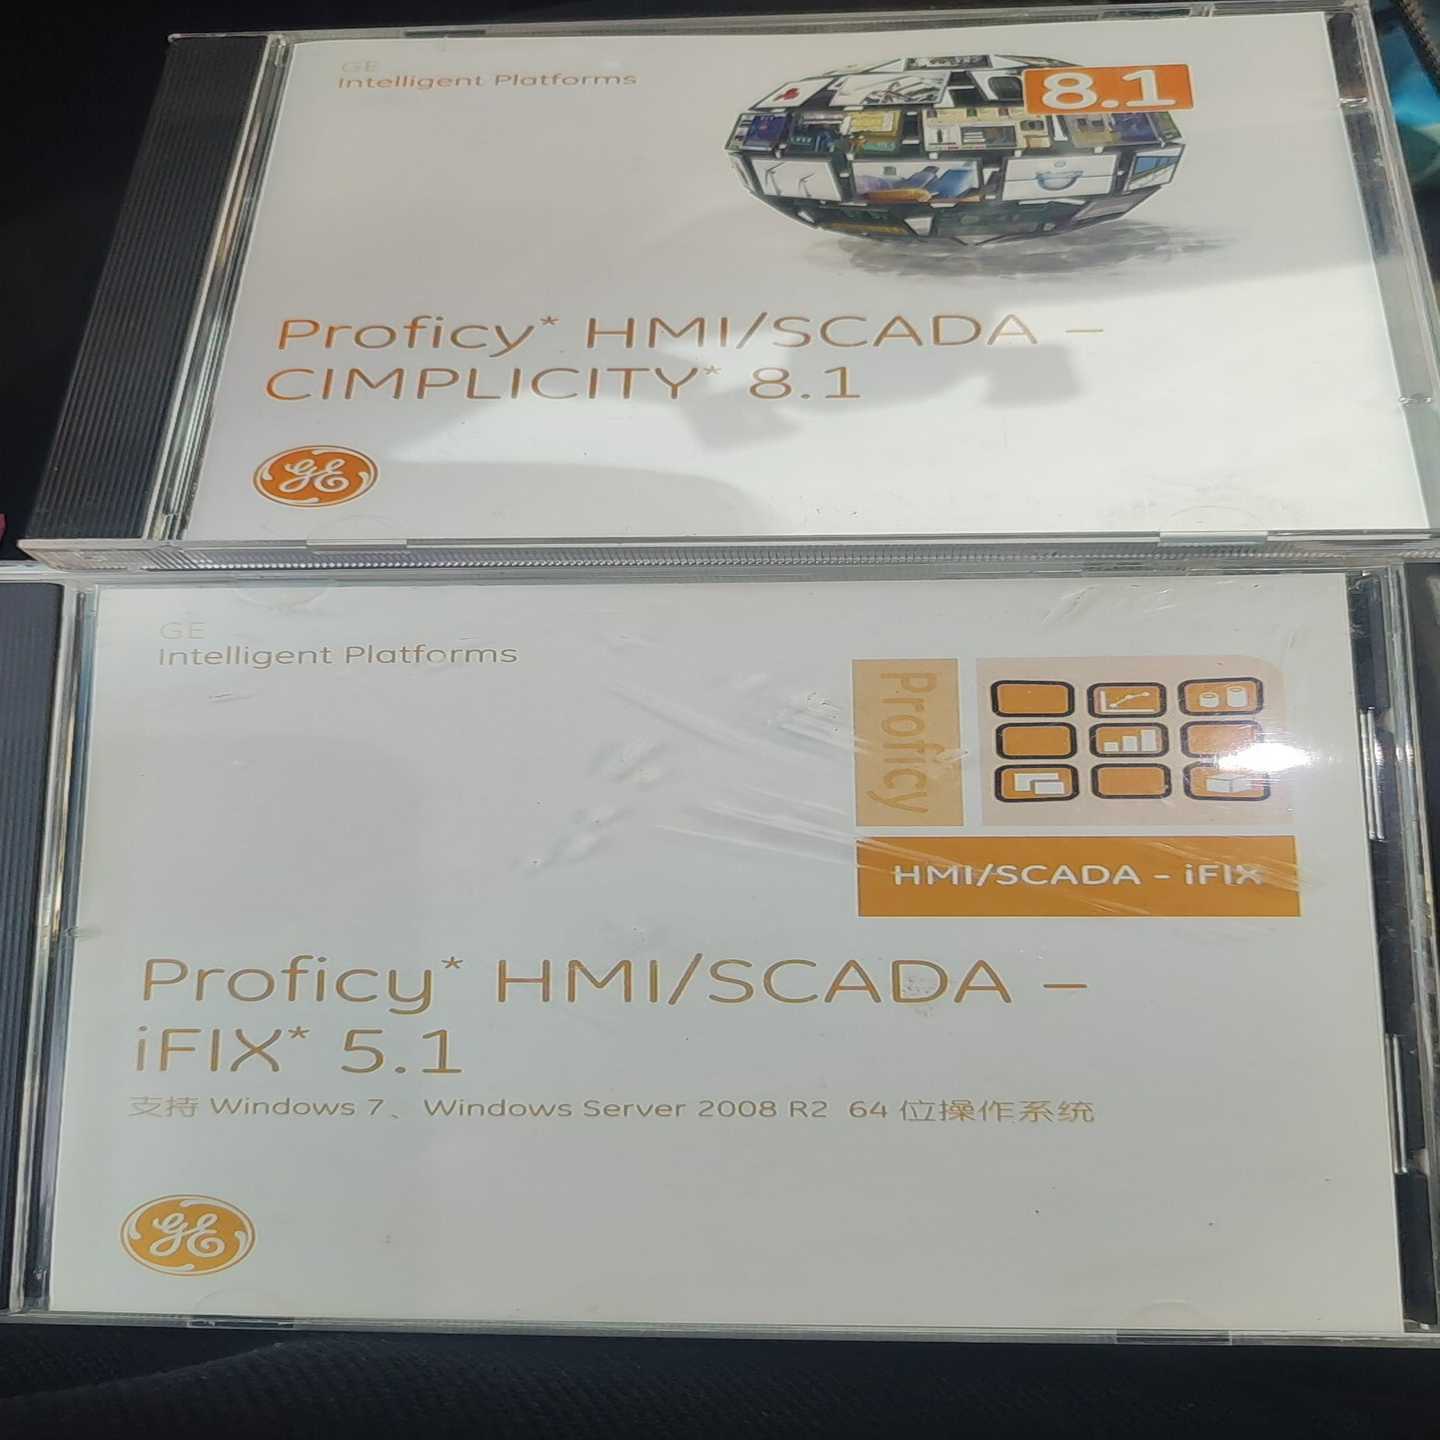 GE
Intelligent Platforms
8.1
Proficy* HMI/SCADA –
CIMPLICITY* 8.1
GE
GE
Intelligent Platforms
Proficy
HMI/SCADA - iFIX
Proficy* HMI/SCADA –
iFIX* 5.1
支持 Windows 7、Windows Server 2008 R2 64 位操作系统
GE